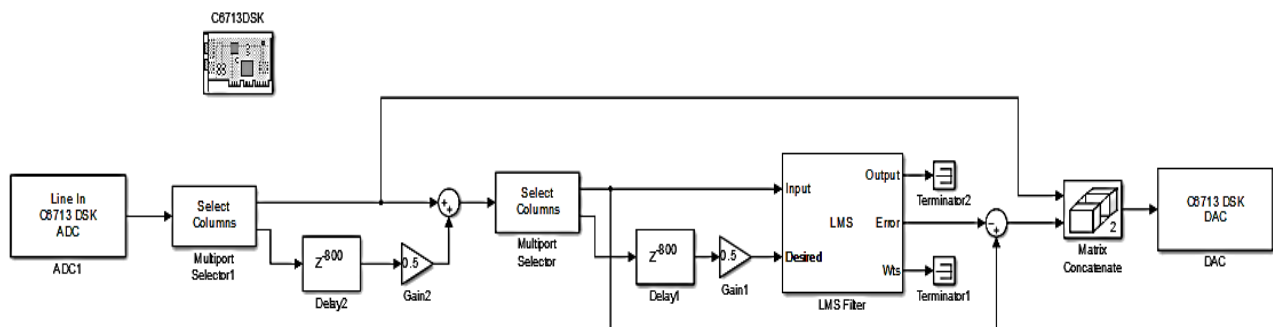 C6713DSK
Line In
C6713 DSK
ADC
ADC1
Select
Columns
Multiport
Selector1
Z-800
Delay2
0.5
Gain2
+
+
Select
Columns
Multiport
Selector
Z-800
Delay1
0.5
Gain1
Input
Desired
LMS
Output
Error
Wts
LMS Filter
Terminator2
Terminator1
-
+
2
Matrix
Concatenate
C6713 DSK
DAC
DAC